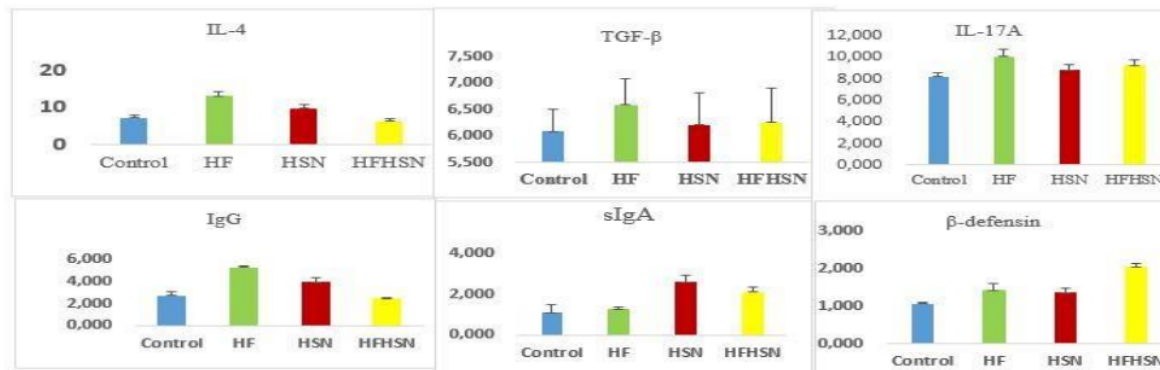 IL-4
20
10
0
Control HF HSN HFHSN
TGF-β
7,500
7,000
6,500
6,000
5,500
Control HF HSN HFHSN
IL-17A
12,000
10,000
8,000
6,000
4,000
2,000
0,000
Control HF HSN HFHSN
IgG
6,000
4,000
2,000
0,000
Control HF HSN HFHSN
sIgA
4,000
2,000
0,000
Control HF HSN HFHSN
β-defensin
3,000
2,000
1,000
0,000
Control HF HSN HFHSN